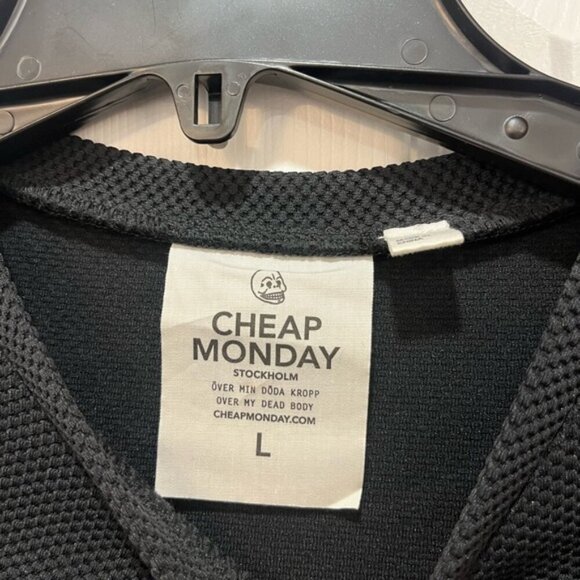 CHEAP
MONDAY
STOCKHOLM
ÖVER MIN DÖDA KROPP
OVER MY DEAD BODY
CHEAPMONDAY.COM
L